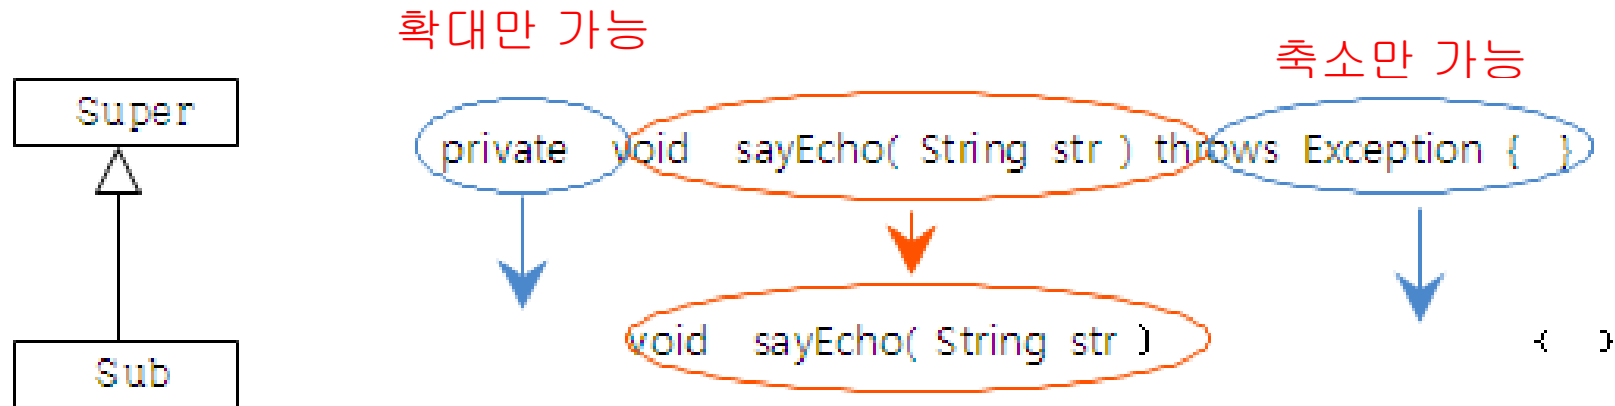 확대만 가능
축소만 가능
Super
private void sayEcho( String str ) throws Exception { }
void sayEcho( String str ) { }
Sub